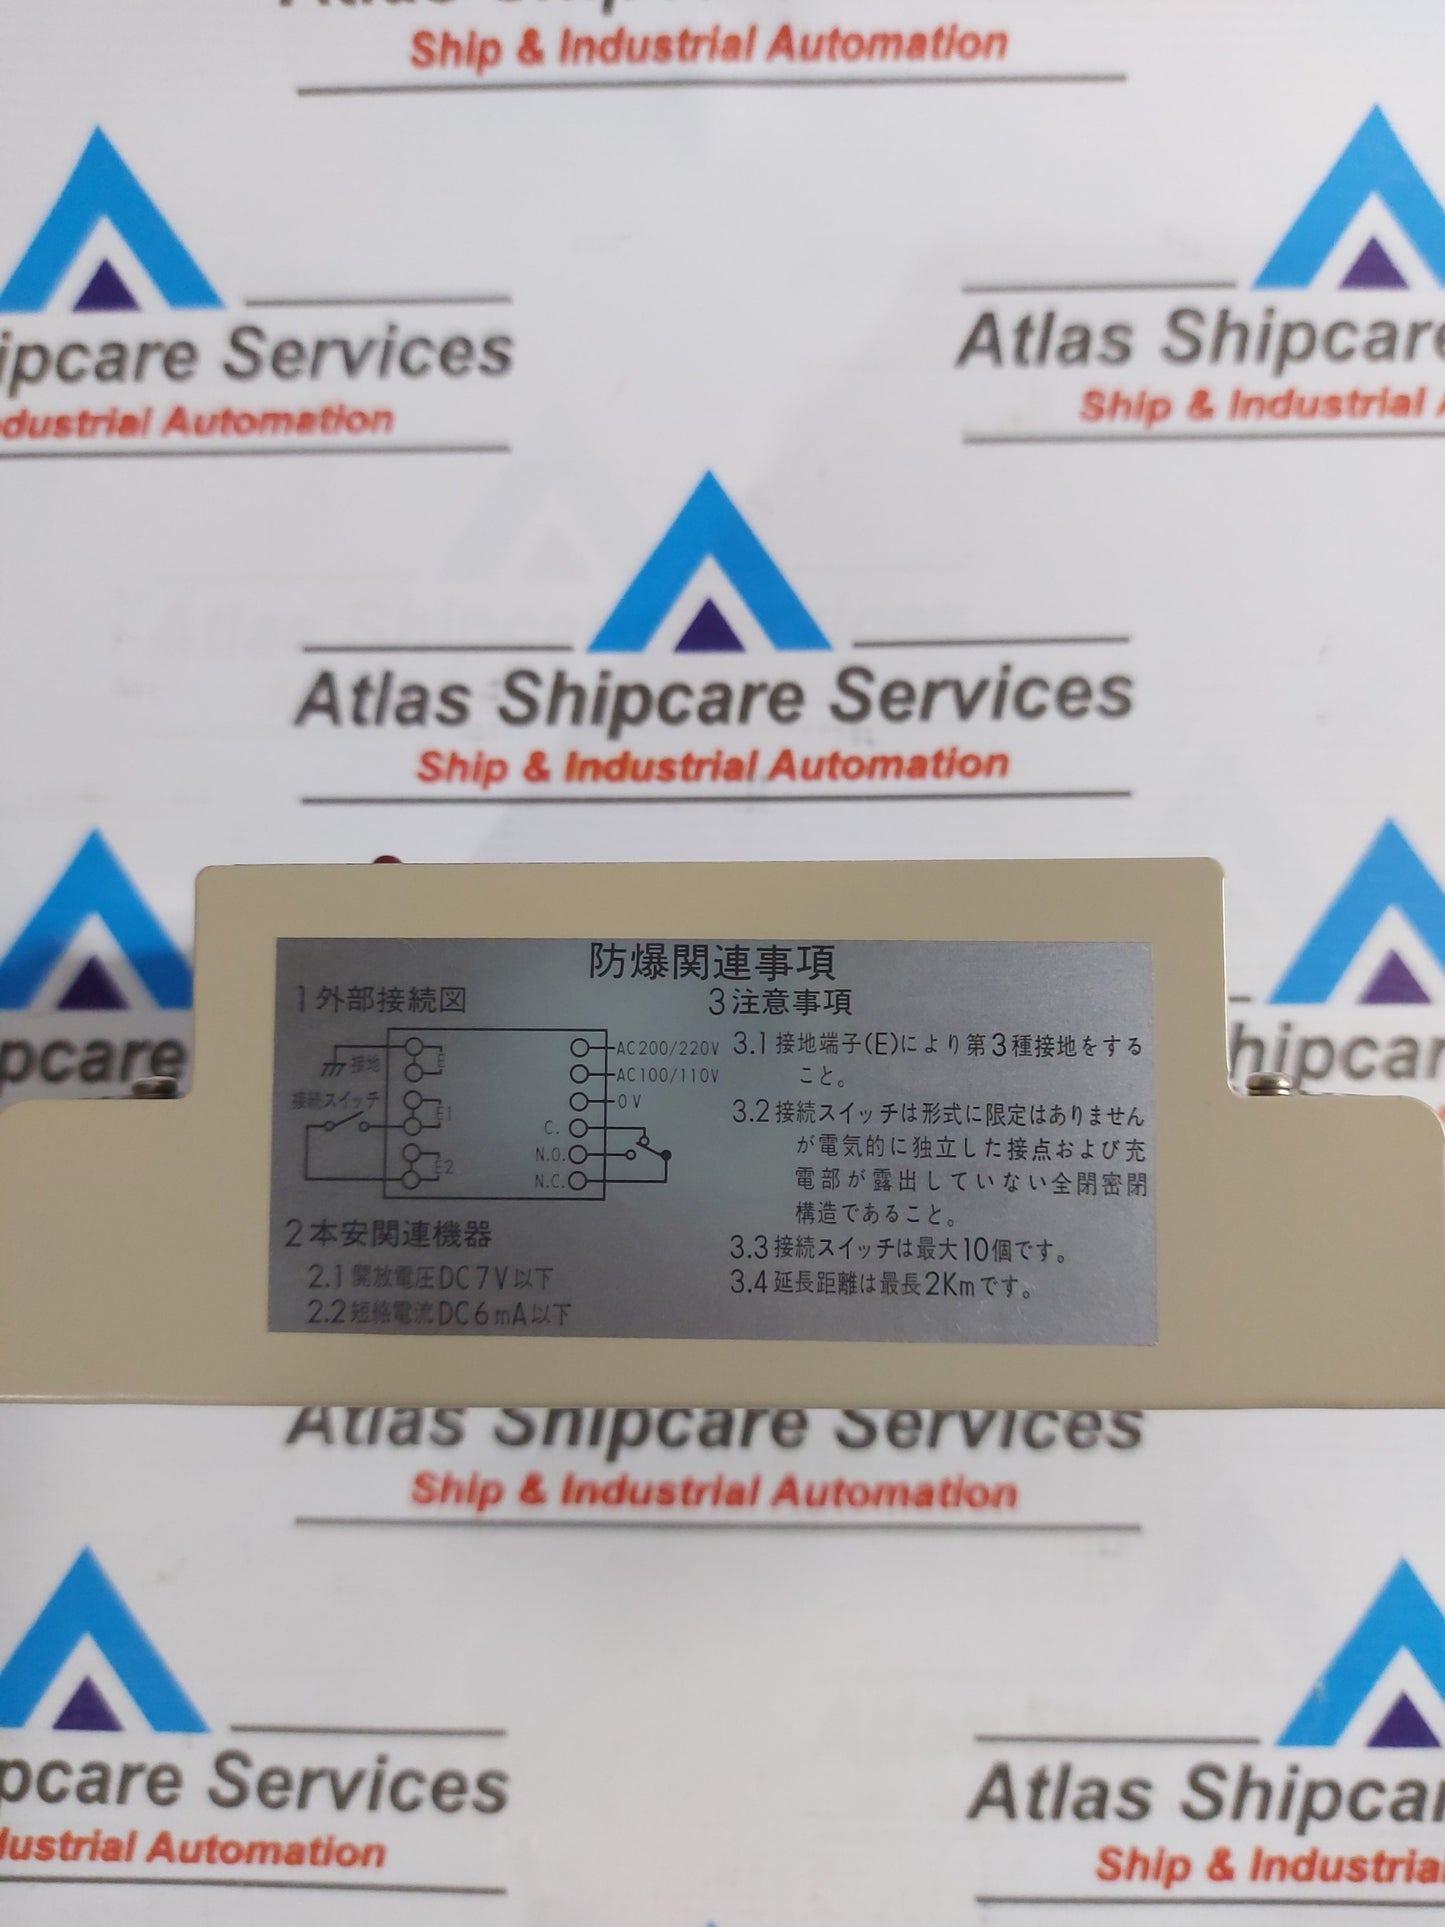 Atlas Shipcare Services
Ship & Industrial Automation
ipcare Services
ndustrial Automation
Atlas Shipcare
Ship & Industrial
Atlas Shipcare Services
Ship & Industrial Automation
pcare
hipcare
防爆関連事項
1 外部接続図
接地
E
接続スイッチ
E1
E2
AC200/220V
AC100/110V
0V
C.
N.O.
N.C.
2 本安関連機器
2.1 開放電圧DC7V以下
2.2 短絡電流DC6mA以下
3 注意事項
3.1 接地端子(E)により第3種接地をする
こと。
3.2 接続スイッチは形式に限定はありません
が電気的に独立した接点および充
電部が露出していない全閉密閉
構造であること。
3.3 接続スイッチは最大10個です。
3.4 延長距離は最長2Kmです。
Atlas Shipcare Services
Ship & Industrial Automation
pcare Services
dustrial Automation
Atlas Shipcar
Ship & Industrial